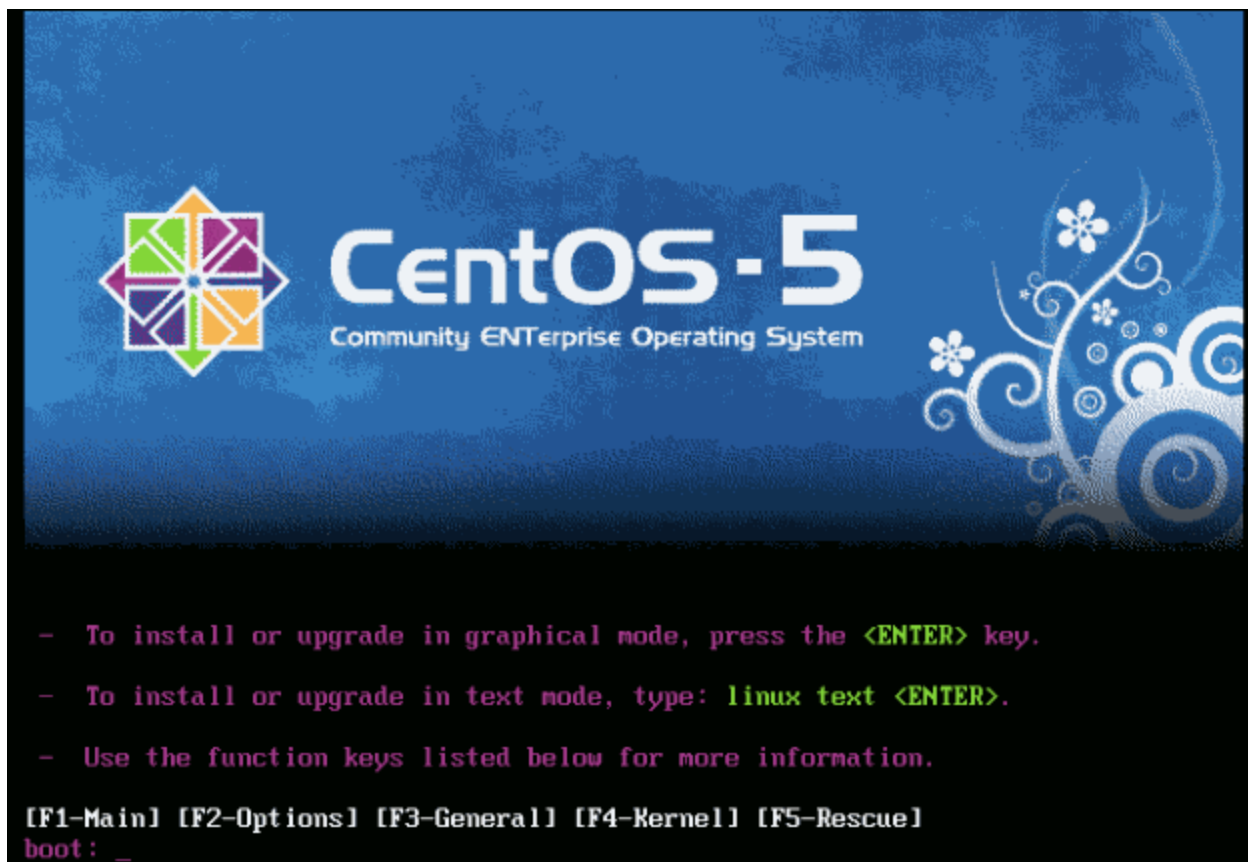 CentOS - 5
Community ENTerprise Operating System
- To install or upgrade in graphical mode, press the <ENTER> key.
- To install or upgrade in text mode, type: linux text <ENTER>.
- Use the function keys listed below for more information.
[F1-Main] [F2-Options] [F3-General] [F4-Kernel] [F5-Rescue]
boot: _